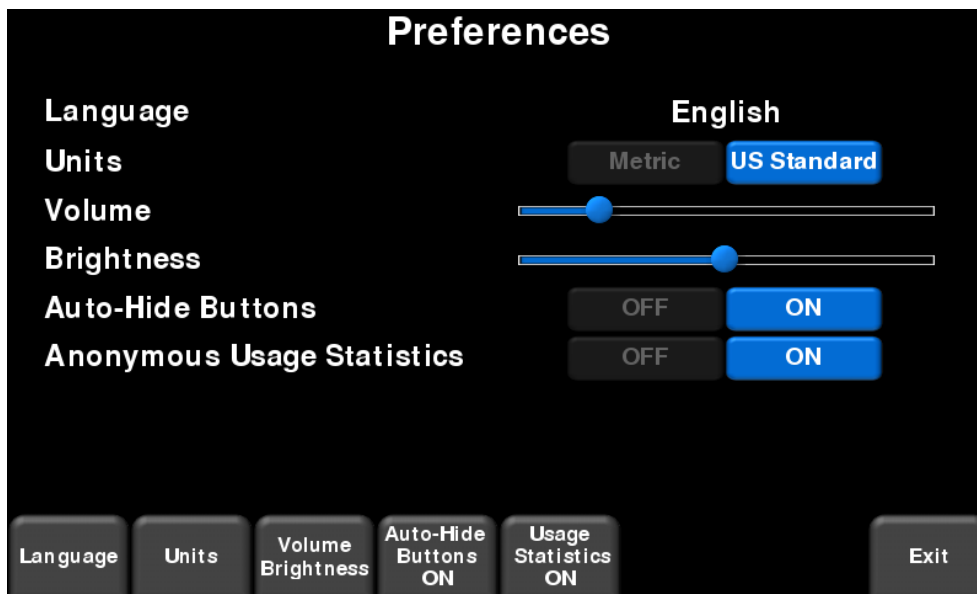 Preferences
Language English
Units Metric US Standard
Volume
Brightness
Auto-Hide Buttons OFF ON
Anonymous Usage Statistics OFF ON
Language
Units
Volume
Brightness
Auto-Hide
Buttons
ON
Usage
Statistics
ON
Exit